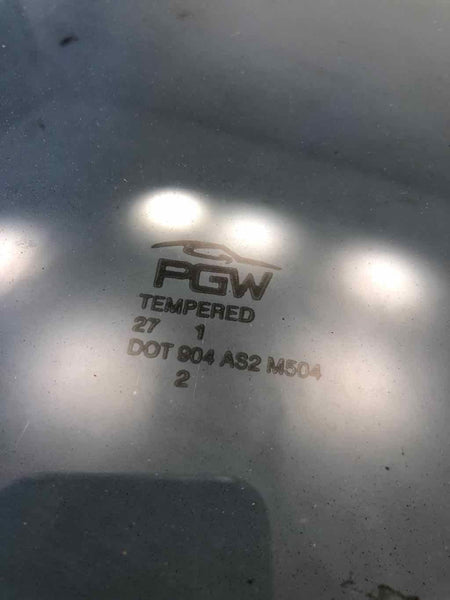 PGW
TEMPERED
27 1
DOT 904 AS2 M504
2